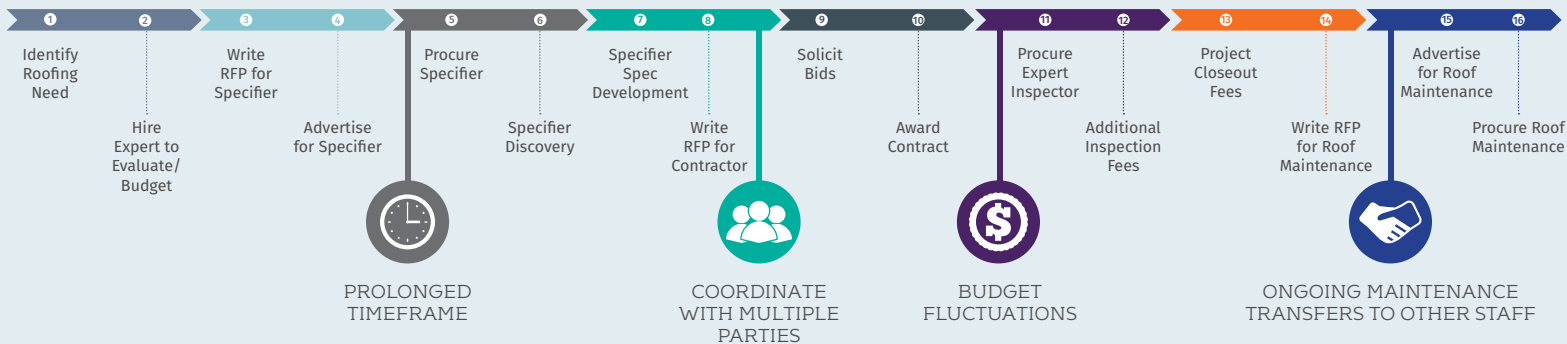 1
2
3
4
5
6
7
8
9
10
11
12
13
14
15
16
Identify
Roofing
Need
Hire
Expert to
Evaluate/
Budget
Write
RFP for
Specifier
Advertise
for Specifier
Procure
Specifier
Specifier
Discovery
Specifier
Spec
Development
Write
RFP for
Contractor
Solicit
Bids
Award
Contract
Procure
Expert
Inspector
Additional
Inspection
Fees
Project
Closeout
Fees
Write RFP
for Roof
Maintenance
Advertise
for Roof
Maintenance
Procure Roof
Maintenance
$
PROLONGED
TIMEFRAME
COORDINATE
WITH MULTIPLE
PARTIES
BUDGET
FLUCTUATIONS
ONGOING MAINTENANCE
TRANSFERS TO OTHER STAFF